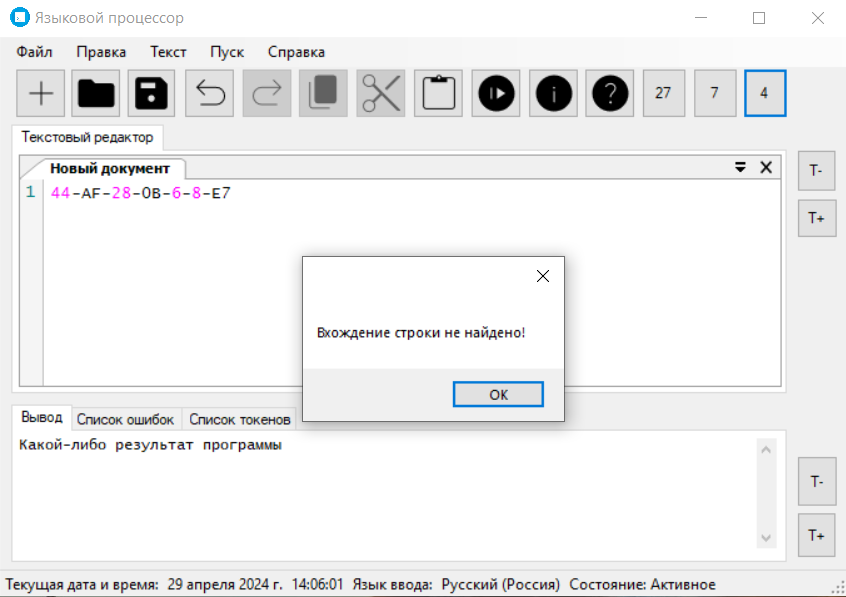 Языковой процессор
Файл Правка Текст Пуск Справка
27 7 4
Текстовый редактор
Новый документ
T-
1 44-AF-28-0B-6-8-E7
T+
Вхождение строки не найдено!
OK
Вывод Список ошибок Список токенов
Какой-либо результат программы
T-
T+
Текущая дата и время: 29 апреля 2024 г. 14:06:01 Язык ввода: Русский (Россия) Состояние: Активное